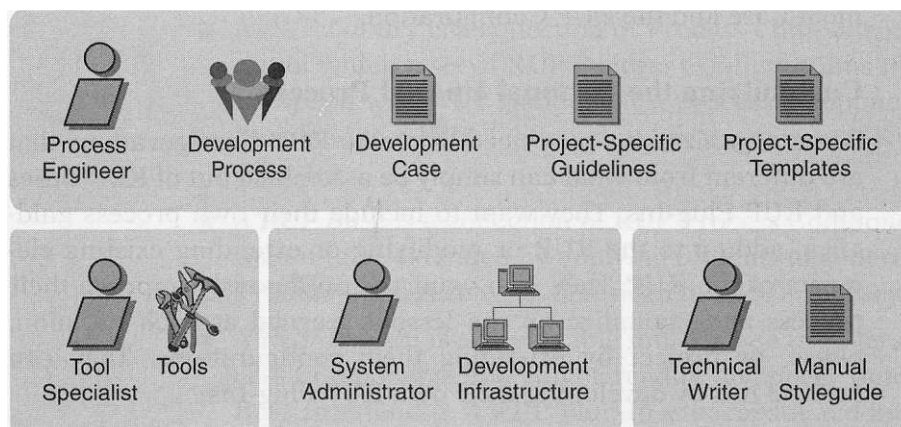 Process
Engineer
Development
Process
Development
Case
Project-Specific
Guidelines
Project-Specific
Templates
Tool
Specialist
Tools
System
Administrator
Development
Infrastructure
Technical
Writer
Manual
Styleguide